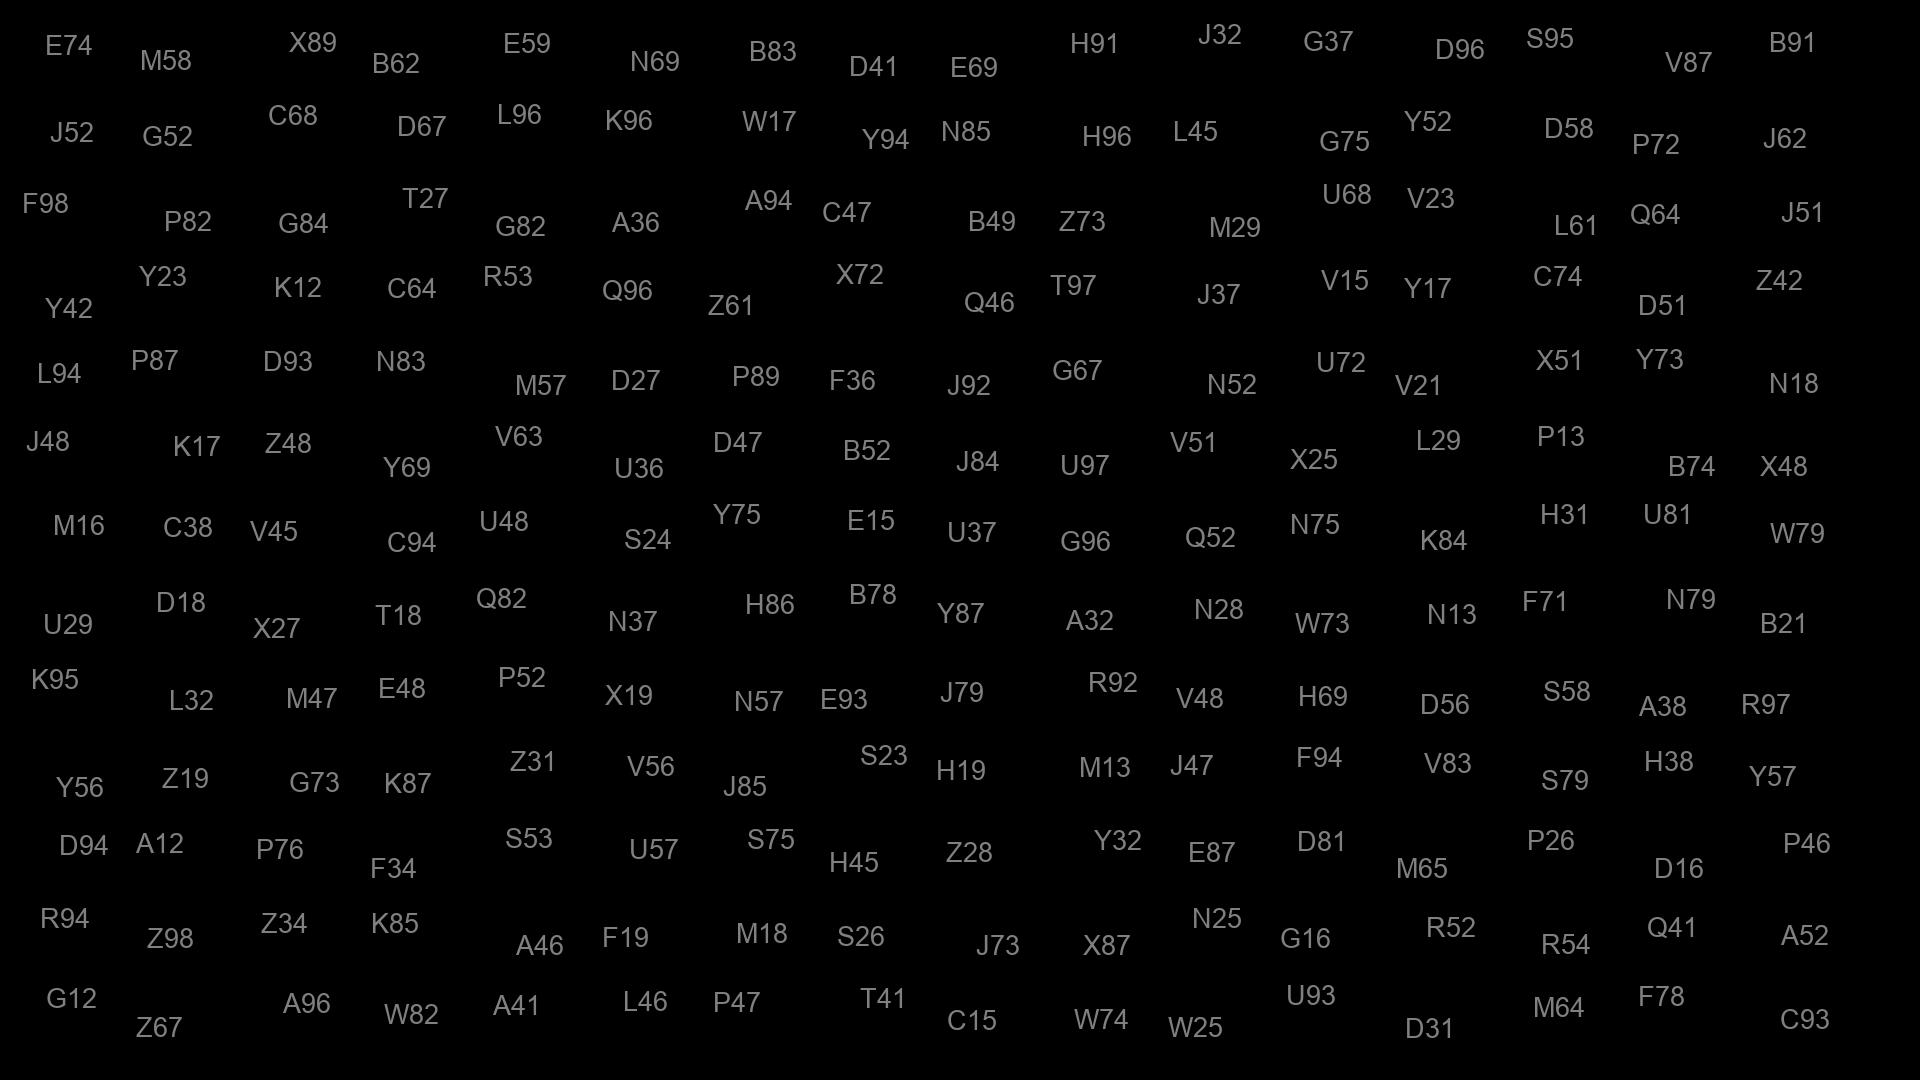 E74 M58 X89 B62 E59 N69 B83 D41 E69 H91 J32 G37 D96 S95 V87 B91
J52 G52 C68 D67 L96 K96 W17 Y94 N85 H96 L45 G75 Y52 D58 P72 J62
F98 P82 G84 T27 G82 A36 A94 C47 B49 Z73 M29 U68 V23 L61 Q64 J51
Y42 Y23 K12 C64 R53 Q96 Z61 X72 Q46 T97 J37 V15 Y17 C74 D51 Z42
L94 P87 D93 N83 M57 D27 P89 F36 J92 G67 N52 U72 V21 X51 Y73 N18
J48 K17 Z48 Y69 V63 U36 D47 B52 J84 U97 V51 X25 L29 P13 B74 X48
M16 C38 V45 C94 U48 S24 Y75 E15 U37 G96 Q52 N75 K84 H31 U81 W79
U29 D18 X27 T18 Q82 N37 H86 B78 Y87 A32 N28 W73 N13 F71 N79 B21
K95 L32 M47 E48 P52 X19 N57 E93 J79 R92 V48 H69 D56 S58 A38 R97
Y56 Z19 G73 K87 Z31 V56 J85 S23 H19 M13 J47 F94 V83 S79 H38 Y57
D94 A12 P76 F34 S53 U57 S75 H45 Z28 Y32 E87 D81 M65 P26 D16 P46
R94 Z98 Z34 K85 A46 F19 M18 S26 J73 X87 N25 G16 R52 R54 Q41 A52
G12 Z67 A96 W82 A41 L46 P47 T41 C15 W74 W25 U93 D31 M64 F78 C93